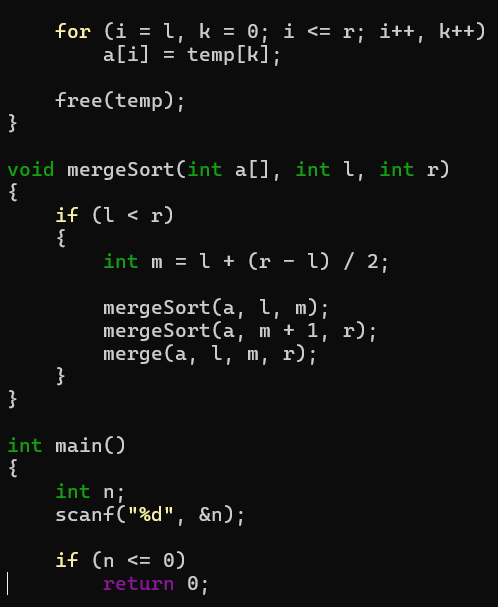 for (i = l, k = 0; i <= r; i++, k++)
        a[i] = temp[k];

    free(temp);
}

void mergeSort(int a[], int l, int r)
{
    if (l < r)
    {
        int m = l + (r - l) / 2;

        mergeSort(a, l, m);
        mergeSort(a, m + 1, r);
        merge(a, l, m, r);
    }
}

int main()
{
    int n;
    scanf("%d", &n);

    if (n <= 0)
        return 0;